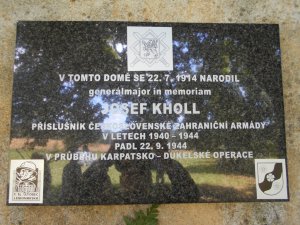 V TOMTO DOMĚ SE 22. 7. 1914 NARODIL
generálmajor in memoriam
JOSEF KHOLL
PŘÍSLUŠNÍK ČESKOSLOVENSKÉ ZAHRANIČNÍ ARMÁDY
V LETECH 1940 - 1944
PADL 22. 9. 1944
V PRŮBĚHU KARPATSKO - DUKELSKÉ OPERACE